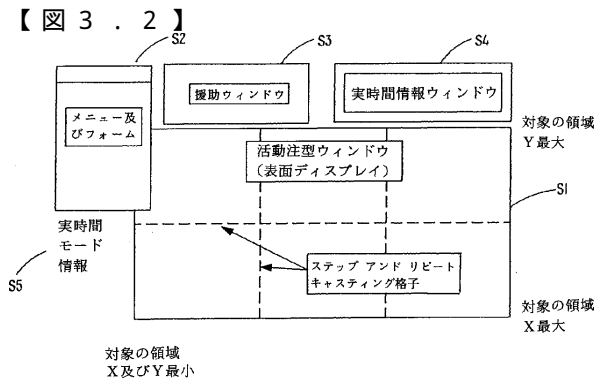 【図３．２】
S2
S3
S4
援助ウィンドウ
実時間情報ウィンドウ
メニュー及
びフォーム
対象の領域
Y最大
活動注型ウィンドウ
(表面ディスプレイ)
S1
実時間
モード
情報
S5
ステップ アンド リピート
キャスティング格子
対象の領域
X最大
対象の領域
X及びY最小